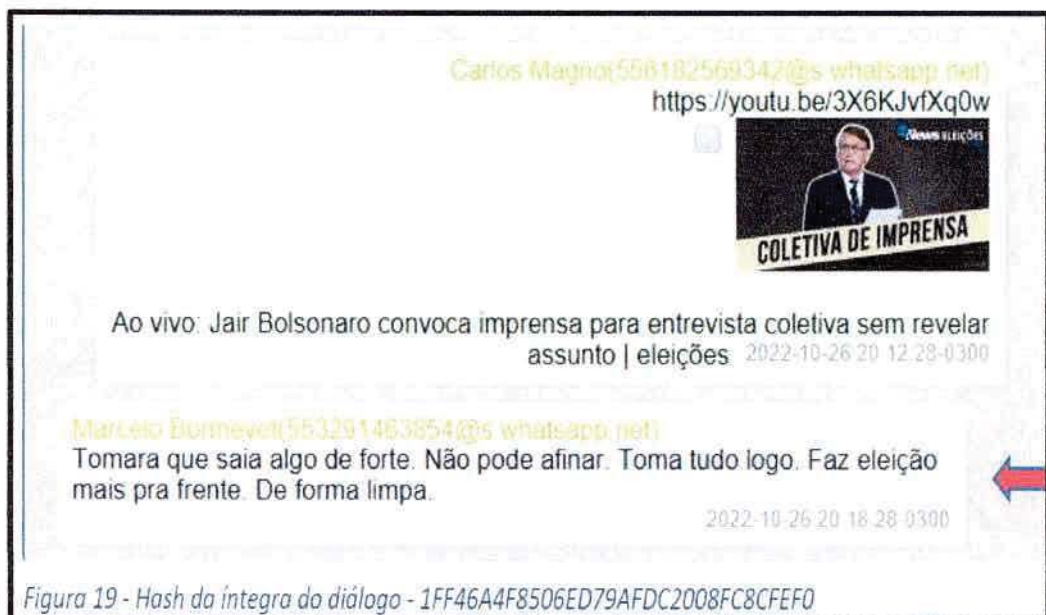 Carlos Magno(556182569342@s.whatsapp.net)
https://youtu.be/3X6KJvfXq0w
News ELEIÇÕES
COLETIVA DE IMPRENSA
Ao vivo: Jair Bolsonaro convoca imprensa para entrevista coletiva sem revelar
assunto | eleições 2022-10-26 20:12:28-0300
Marcelo Bormevet(553291463854@s.whatsapp.net)
Tomara que saia algo de forte. Não pode afinar. Toma tudo logo. Faz eleição
mais pra frente. De forma limpa.
2022-10-26 20:18:28-0300
Figura 19 - Hash da íntegra do diálogo - 1FF46A4F8506ED79AFDC2008FC8CFEF0